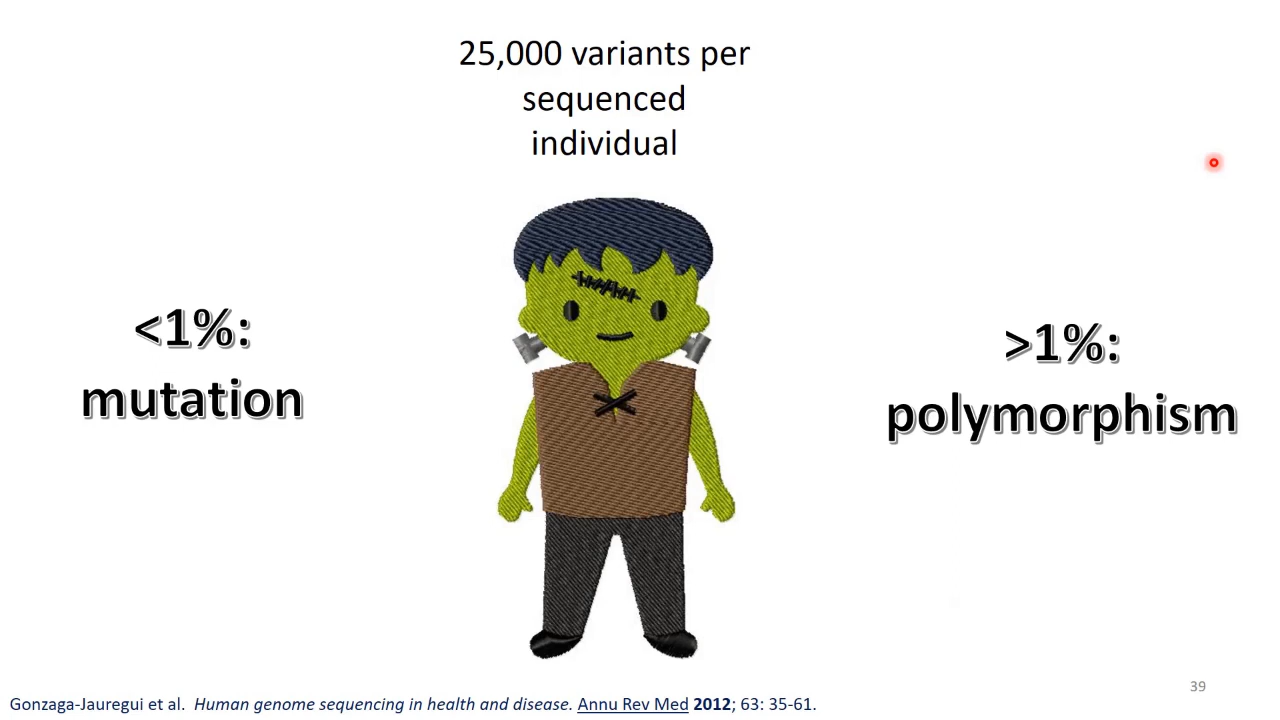 25,000 variants per
sequenced
individual
<1%:
mutation
>1%:
polymorphism
39
Gonzaga-Jauregui et al.  Human genome sequencing in health and disease. Annu Rev Med 2012; 63: 35-61.